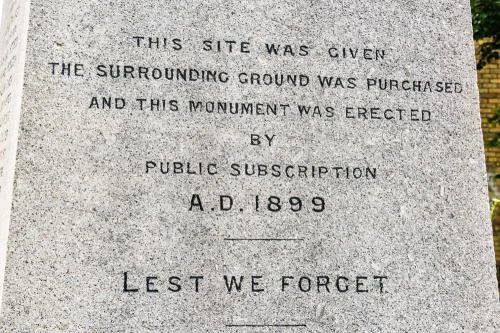 THIS SITE WAS GIVEN
THE SURROUNDING GROUND WAS PURCHASED
AND THIS MONUMENT WAS ERECTED
BY
PUBLIC SUBSCRIPTION
A.D. 1899
LEST WE FORGET